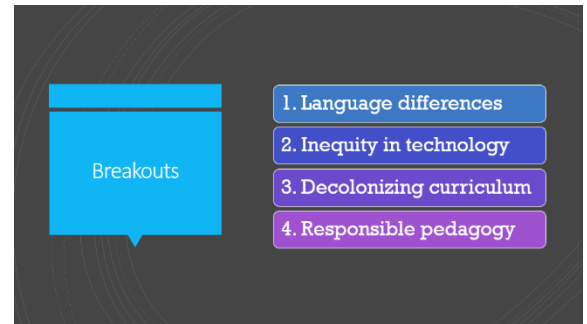 Breakouts
1. Language differences
2. Inequity in technology
3. Decolonizing curriculum
4. Responsible pedagogy